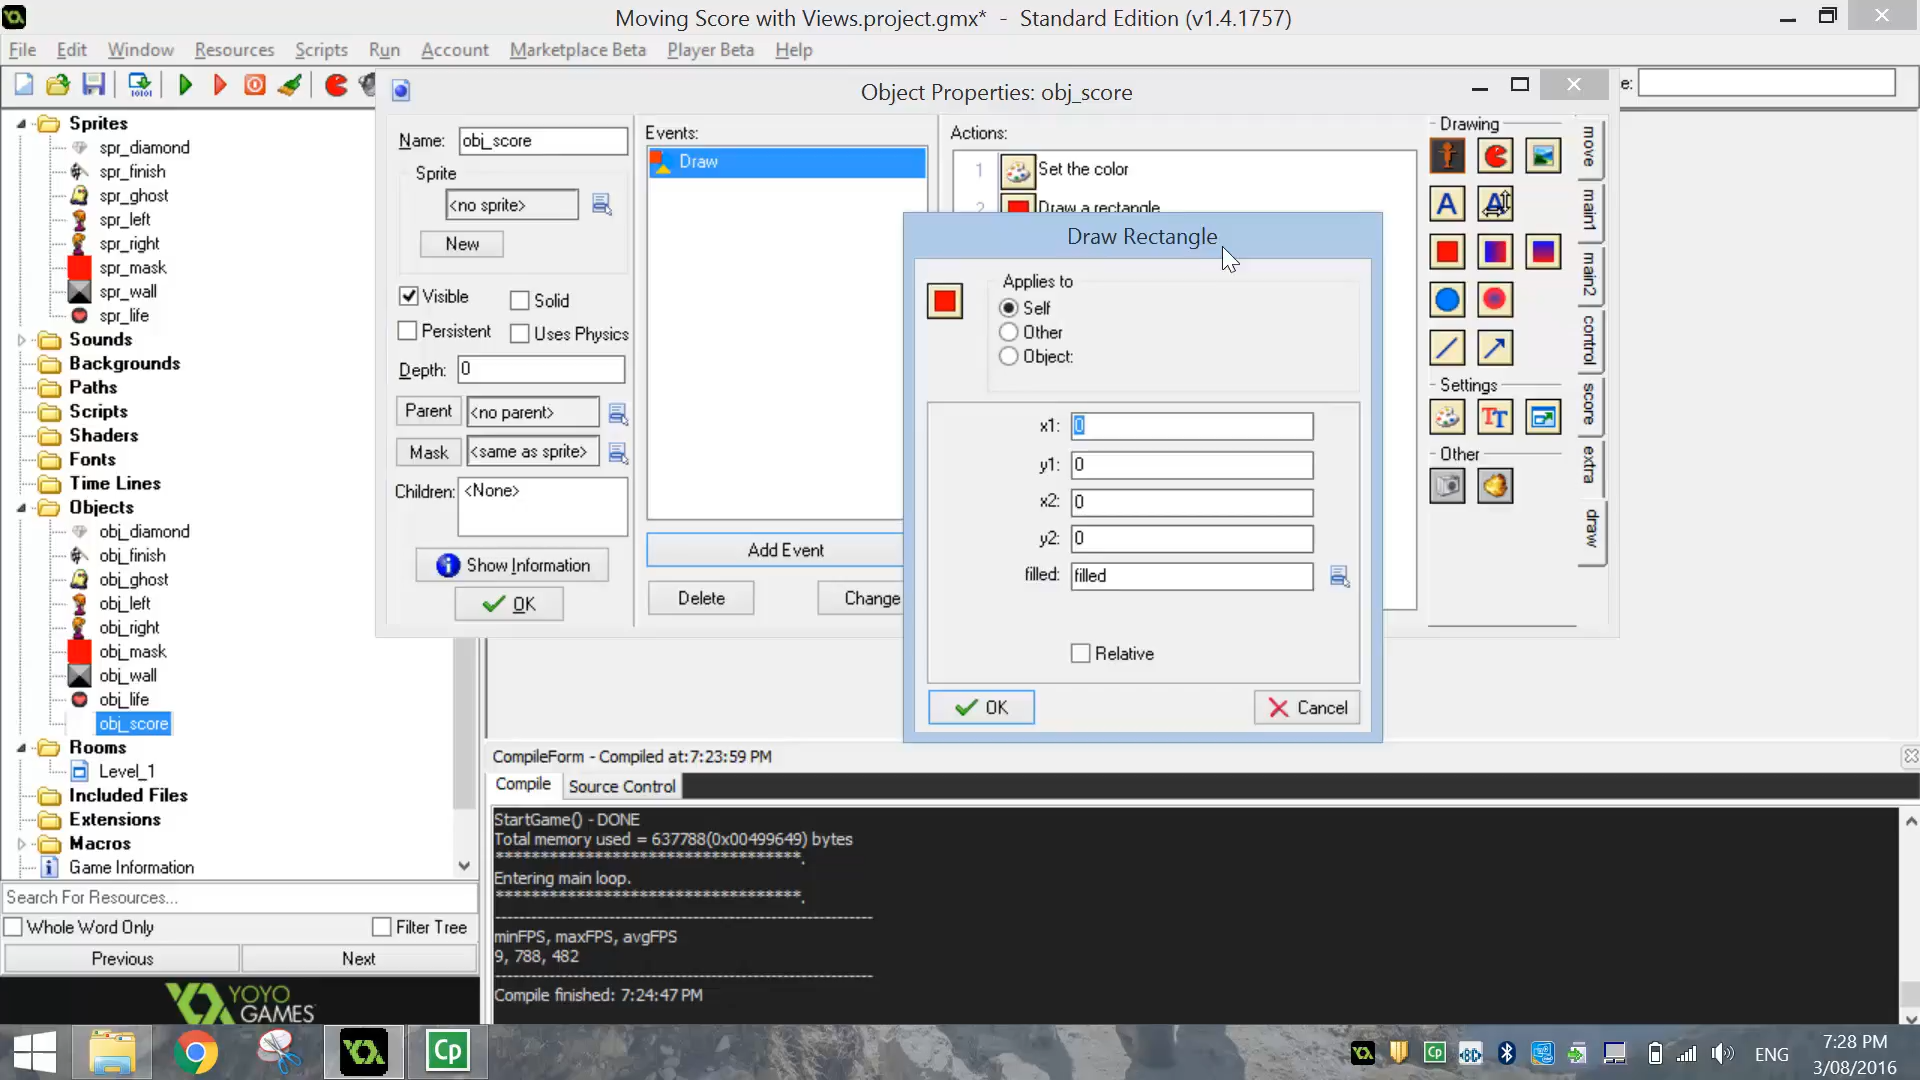 Moving Score with Views.project.gmx* - Standard Edition (v1.4.1757)
File Edit Window Resources Scripts Run Account Marketplace Beta Player Beta Help
e:
Object Properties: obj_score
Sprites
spr_diamond
spr_finish
spr_ghost
spr_left
spr_right
spr_mask
spr_wall
spr_life
Sounds
Backgrounds
Paths
Scripts
Shaders
Fonts
Time Lines
Objects
obj_diamond
obj_finish
obj_ghost
obj_left
obj_right
obj_mask
obj_wall
obj_life
obj_score
Rooms
Level_1
Included Files
Extensions
Macros
Game Information
Search For Resources...
Whole Word Only Filter Tree
Previous Next
YOYO
GAMES
Name: obj_score
Sprite
<no sprite>
New
Visible Solid
Persistent Uses Physics
Depth: 0
Parent <no parent>
Mask <same as sprite>
Children: <None>
Show Information
OK
Events:
Draw
Add Event
Delete Change
Actions:
1 Set the color
2 Draw a rectangle
Draw Rectangle
Applies to
Self
Other
Object:
x1: 0
y1: 0
x2: 0
y2: 0
filled: filled
Relative
OK Cancel
Drawing
Settings
Other
move
main1
main2
control
score
extra
draw
CompileForm - Compiled at:7:23:59 PM
Compile Source Control
StartGame() - DONE
Total memory used = 637788(0x00499649) bytes
***********************************.
Entering main loop.
***********************************.
minFPS, maxFPS, avgFPS
9, 788, 482
Compile finished: 7:24:47 PM
Cp
ENG
7:28 PM
3/08/2016